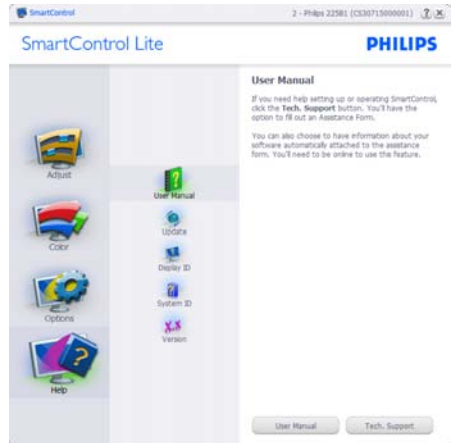 SmartControl
2 - Philips 225B1 (CS30715000001)
SmartControl Lite
PHILIPS
Adjust
Color
Options
Help
User Manual
Update
Display ID
System ID
Version
User Manual
If you need help setting up or operating SmartControl,
click the Tech. Support button. You'll have the
option to fill out an Assistance Form.
You can also choose to have information about your
software automatically attached to the assistance
form. You'll need to be online to use this feature.
User Manual
Tech. Support